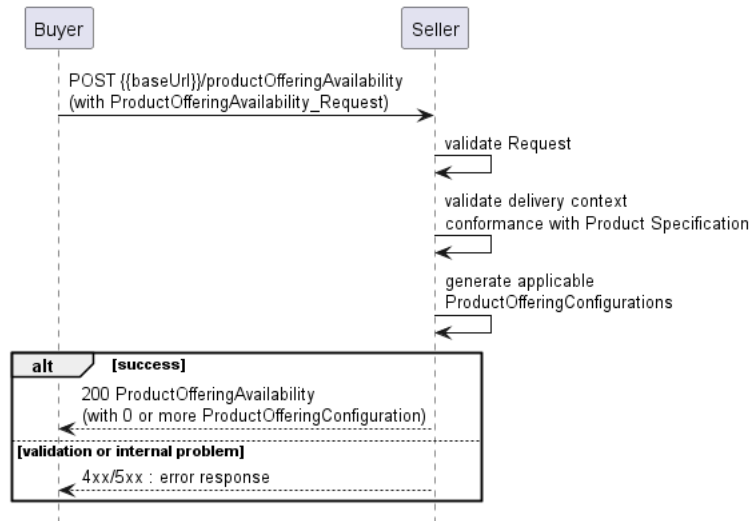 Buyer
Seller
POST {{baseUrl}}/productOfferingAvailability
(with ProductOfferingAvailability_Request)
validate Request
validate delivery context
conformance with Product Specification
generate applicable
ProductOfferingConfigurations
alt
[success]
200 ProductOfferingAvailability
(with 0 or more ProductOfferingConfiguration)
[validation or internal problem]
4xx/5xx : error response